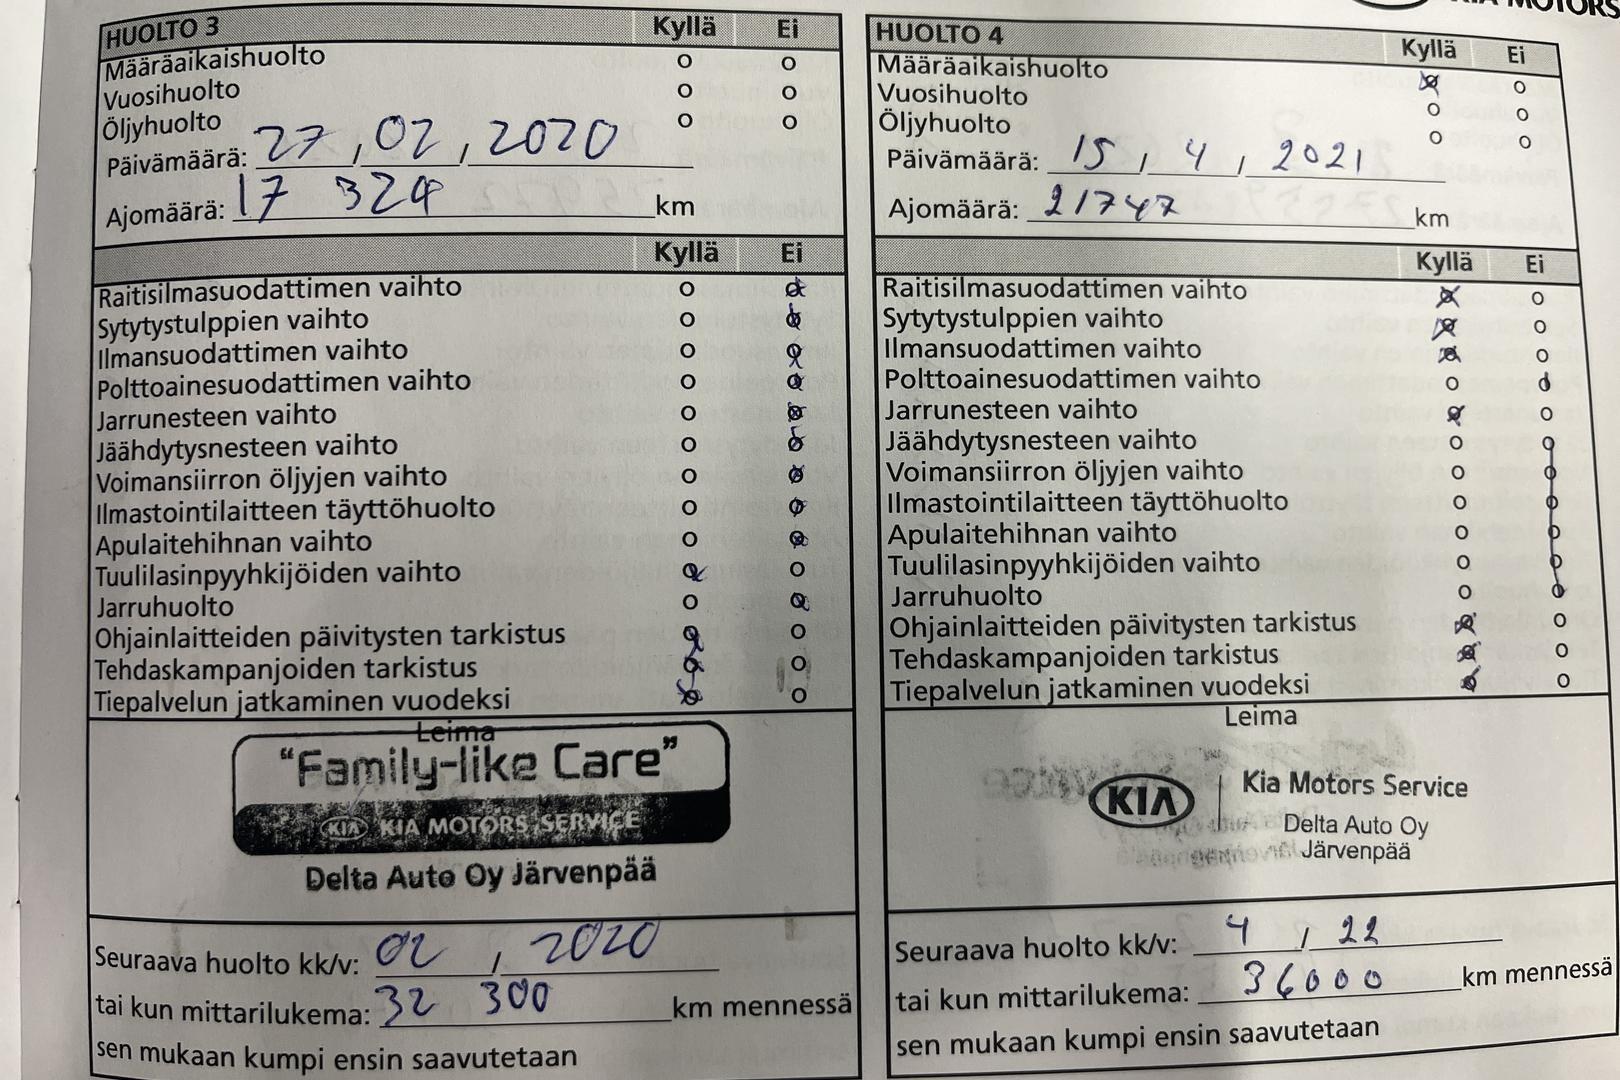 KIA MOTORS
HUOLTO 3 Kyllä Ei
Määräaikaishuolto o o
Vuosihuolto o o
Öljyhuolto o o
Päivämäärä: 27, 02, 2020
Ajomäärä: 17 324 km
Kyllä Ei
Raitisilmasuodattimen vaihto
Sytytystulppien vaihto
Ilmansuodattimen vaihto
Polttoainesuodattimen vaihto
Jarrunesteen vaihto
Jäähdytysnesteen vaihto
Voimansiirron öljyjen vaihto
Ilmastointilaitteen täyttöhuolto
Apulaitehihnan vaihto
Tuulilasinpyyhkijöiden vaihto
Jarruhuolto
Ohjainlaitteiden päivitysten tarkistus
Tehdaskampanjoiden tarkistus
Tiepalvelun jatkaminen vuodeksi
Leima
"Family-like Care"
KIA KIA MOTORS SERVICE
Delta Auto Oy Järvenpää
Seuraava huolto kk/v: 02, 2020
tai kun mittarilukema: 32 300 km mennessä
sen mukaan kumpi ensin saavutetaan
HUOLTO 4 Kyllä Ei
Määräaikaishuolto
Vuosihuolto
Öljyhuolto
Päivämäärä: 15, 4, 2021
Ajomäärä: 21747 km
Kyllä Ei
Raitisilmasuodattimen vaihto
Sytytystulppien vaihto
Ilmansuodattimen vaihto
Polttoainesuodattimen vaihto
Jarrunesteen vaihto
Jäähdytysnesteen vaihto
Voimansiirron öljyjen vaihto
Ilmastointilaitteen täyttöhuolto
Apulaitehihnan vaihto
Tuulilasinpyyhkijöiden vaihto
Jarruhuolto
Ohjainlaitteiden päivitysten tarkistus
Tehdaskampanjoiden tarkistus
Tiepalvelun jatkaminen vuodeksi
Leima
KIA Kia Motors Service
Delta Auto Oy
Järvenpää
Seuraava huolto kk/v: 4 / 22
tai kun mittarilukema: 36000 km mennessä
sen mukaan kumpi ensin saavutetaan